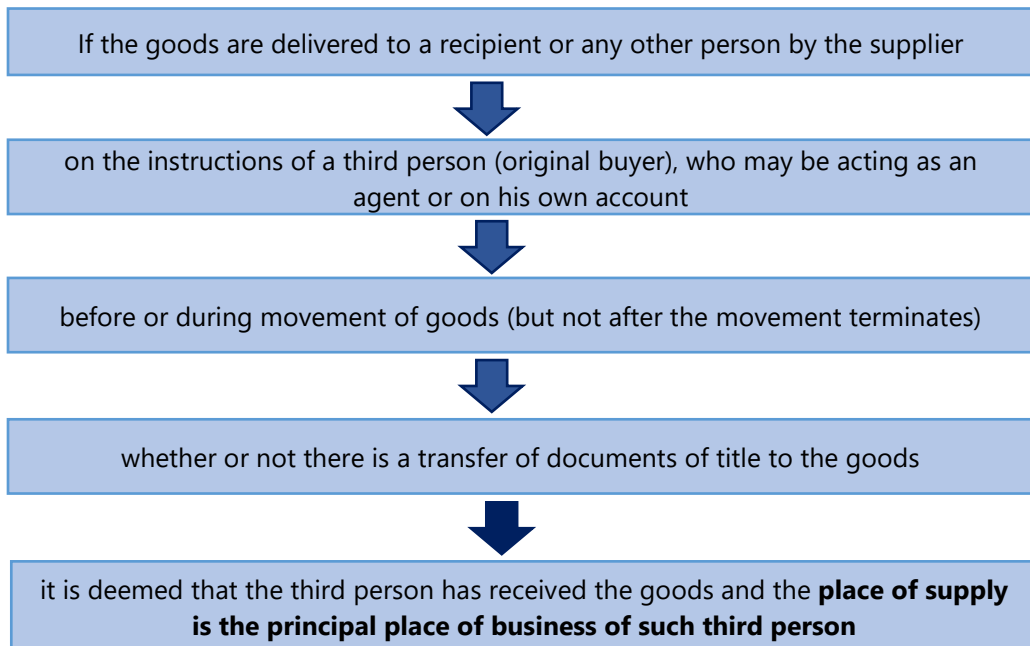 If the goods are delivered to a recipient or any other person by the supplier
on the instructions of a third person (original buyer), who may be acting as an
agent or on his own account
before or during movement of goods (but not after the movement terminates)
whether or not there is a transfer of documents of title to the goods
it is deemed that the third person has received the goods and the place of supply
is the principal place of business of such third person